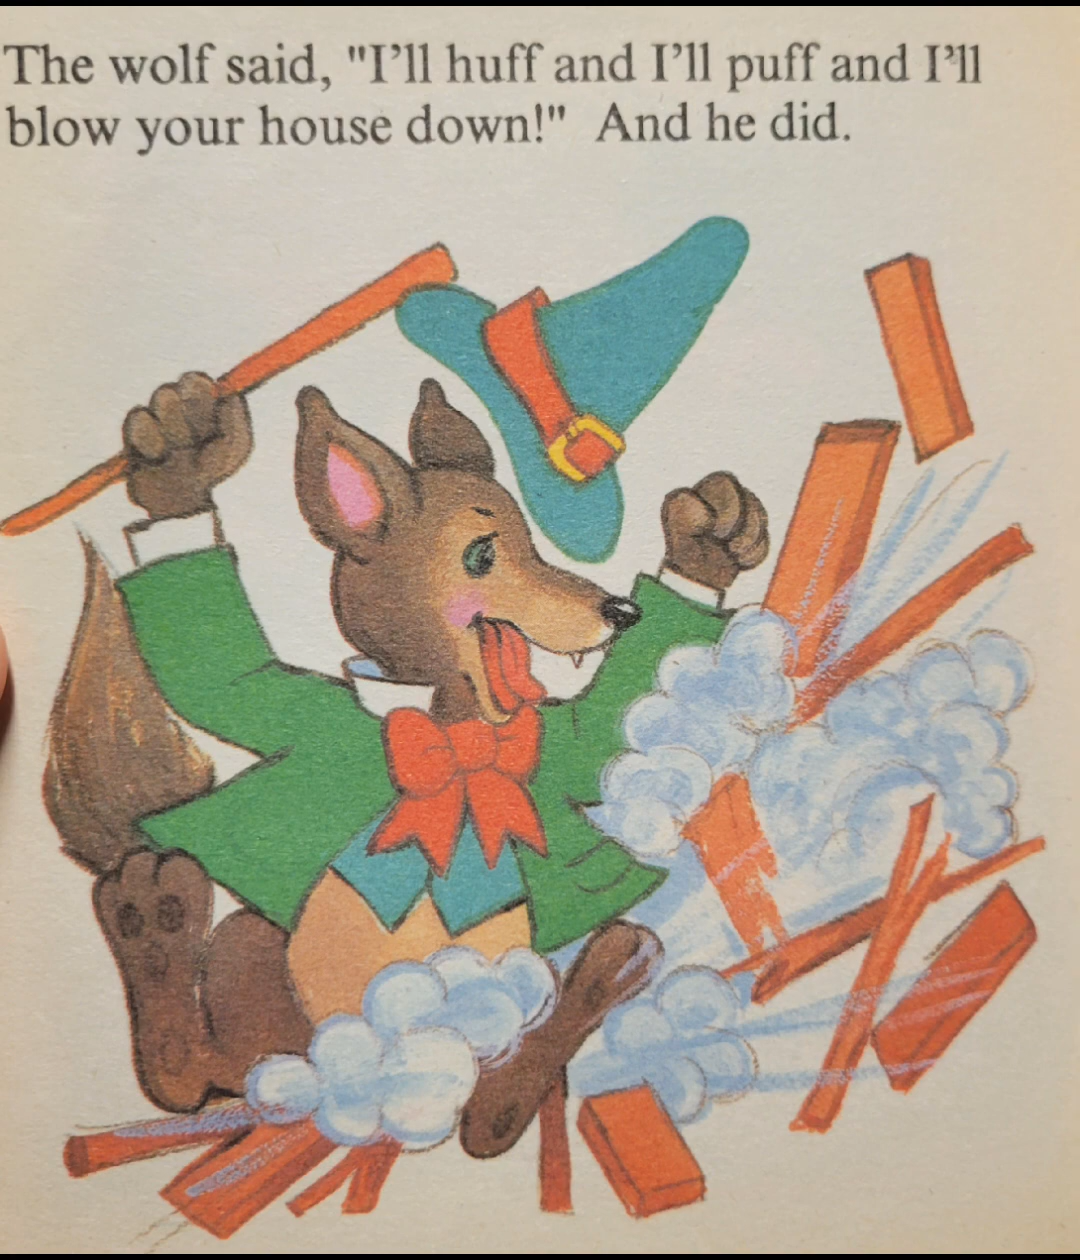 The wolf said, "I'll huff and I'll puff and I'll
blow your house down!" And he did.